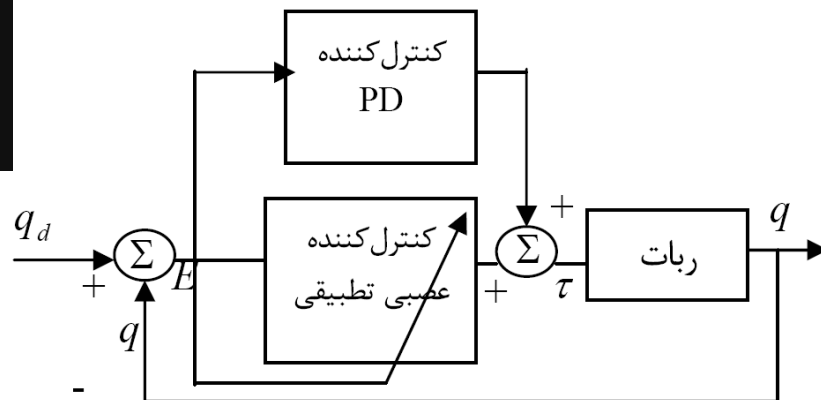 کنترل‌کننده
PD
+
q_d
Σ
+
E
q
-
کنترل‌کننده
عصبی تطبیقی
Σ
+
τ
ربات
q